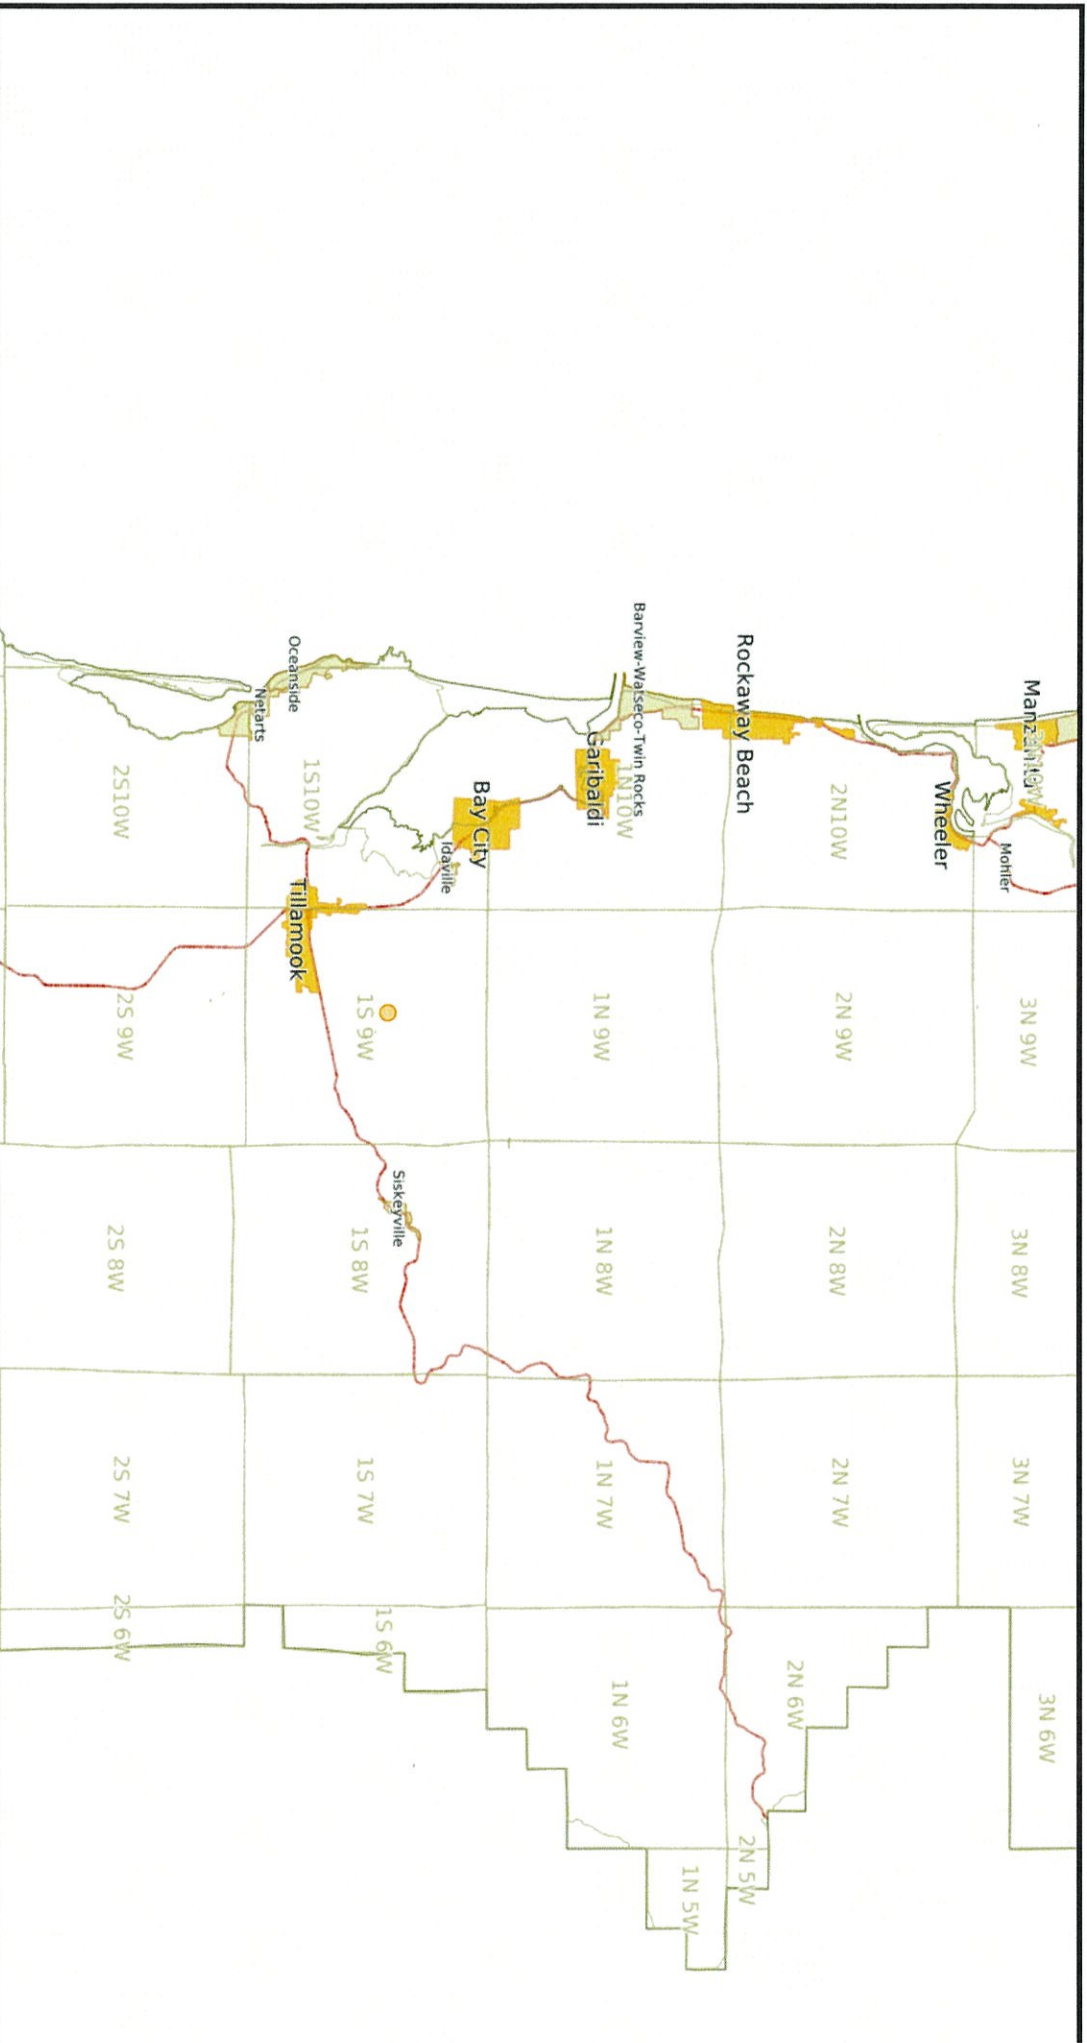 Manzanita
3N10W
3N 9W
3N 8W
3N 7W
3N 6W
Mohler
Wheeler
2N10W
2N 9W
2N 8W
2N 7W
2N 6W
2N 5W
Rockaway Beach
Barview-Watseco-Twin Rocks
1N10W
Garibaldi
1N 9W
1N 8W
1N 7W
1N 6W
1N 5W
Bay City
Idaville
Siskeyville
1S10W
1S 9W
1S 8W
1S 7W
1S 6W
Oceanside
Tillamook
Netarts
2S10W
2S 9W
2S 8W
2S 7W
2S 6W